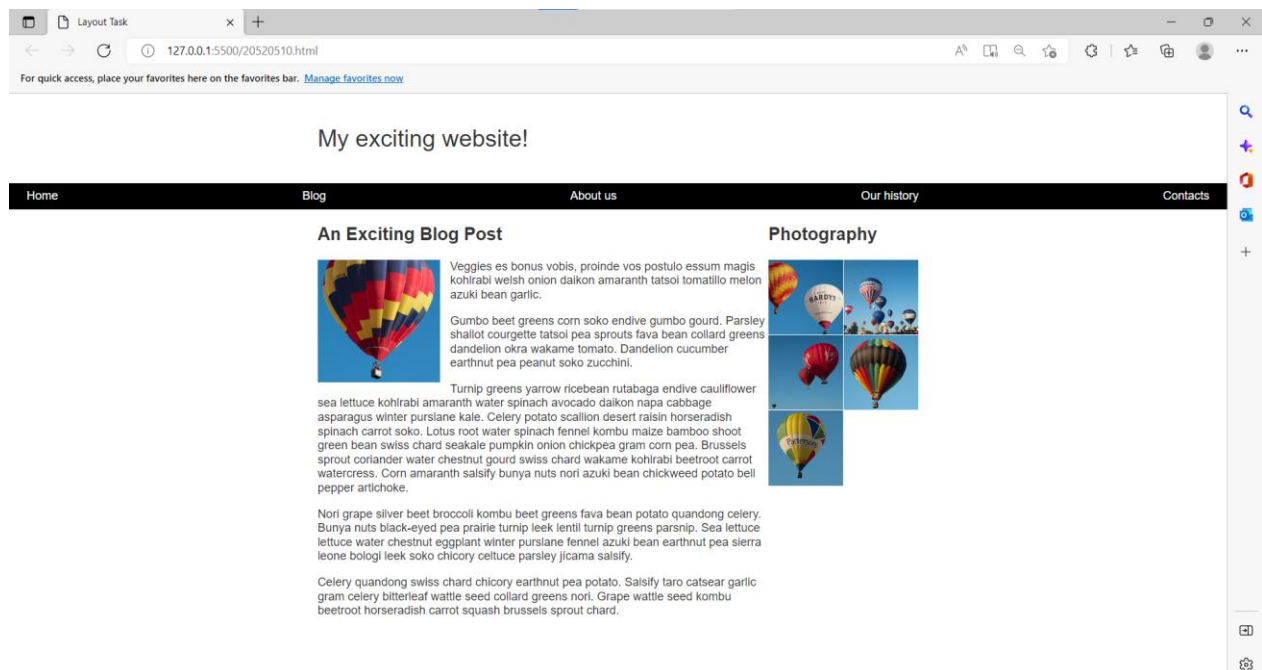 Layout Task
127.0.0.1:5500/20520510.html
For quick access, place your favorites here on the favorites bar. Manage favorites now
My exciting website!
Home Blog About us Our history Contacts
An Exciting Blog Post
Veggies es bonus vobis, proinde vos postulo essum magis
kohlrabi welsh onion daikon amaranth tatsoi tomatillo melon
azuki bean garlic.
Gumbo beet greens corn soko endive gumbo gourd. Parsley
shallot courgette tatsoi pea sprouts fava bean collard greens
dandelion okra wakame tomato. Dandelion cucumber
earthnut pea peanut soko zucchini.
Turnip greens yarrow ricebean rutabaga endive cauliflower
sea lettuce kohlrabi amaranth water spinach avocado daikon napa cabbage
asparagus winter purslane kale. Celery potato scallion desert raisin horseradish
spinach carrot soko. Lotus root water spinach fennel kombu maize bamboo shoot
green bean swiss chard seakale pumpkin onion chickpea gram corn pea. Brussels
sprout coriander water chestnut gourd swiss chard wakame kohlrabi beetroot carrot
watercress. Corn amaranth salsify bunya nuts nori azuki bean chickweed potato bell
pepper artichoke.
Nori grape silver beet broccoli kombu beet greens fava bean potato quandong celery.
Bunya nuts black-eyed pea prairie turnip leek lentil turnip greens parsnip. Sea lettuce
lettuce water chestnut eggplant winter purslane fennel azuki bean earthnut pea sierra
leone bologi leek soko chicory celtuce parsley jícama salsify.
Celery quandong swiss chard chicory earthnut pea potato. Salsify taro catsear garlic
gram celery bitterleaf wattle seed collard greens nori. Grape wattle seed kombu
beetroot horseradish carrot squash brussels sprout chard.
Photography
HARDYS